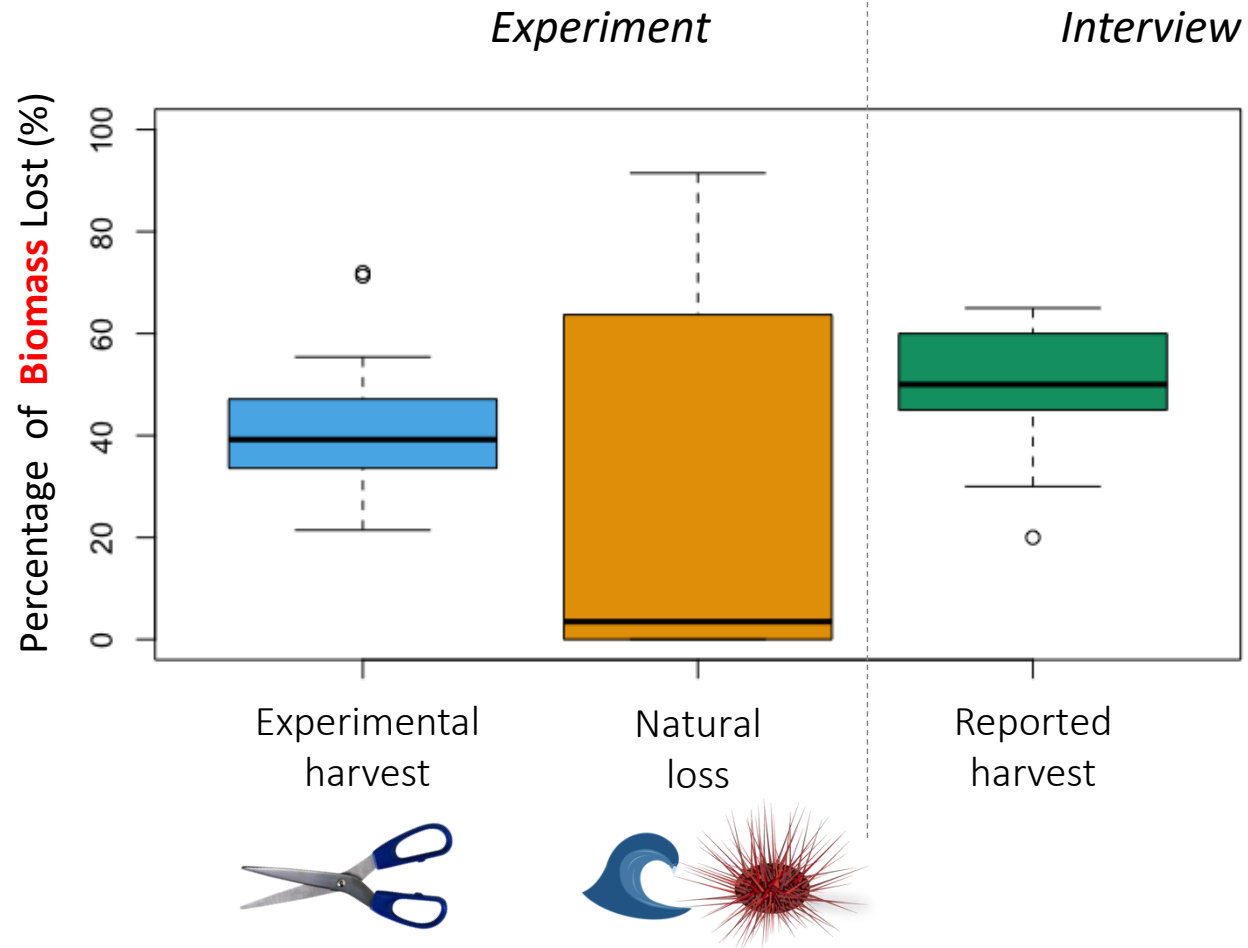 Experiment
Interview
Percentage of Biomass Lost (%)
100
80
60
40
20
0
Experimental
harvest
Natural
loss
Reported
harvest